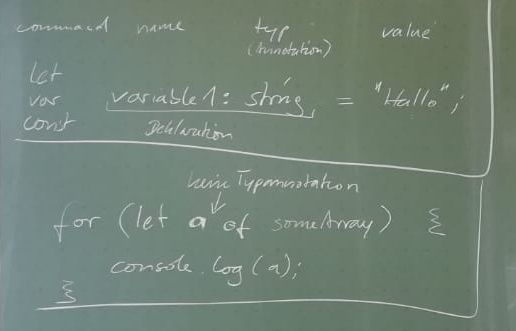 command name typ value
(Annotation)
let
var variable1: string = "Hallo";
const Deklaration
keine Typannotation
for (let a of someArray) {
console.log(a);
}